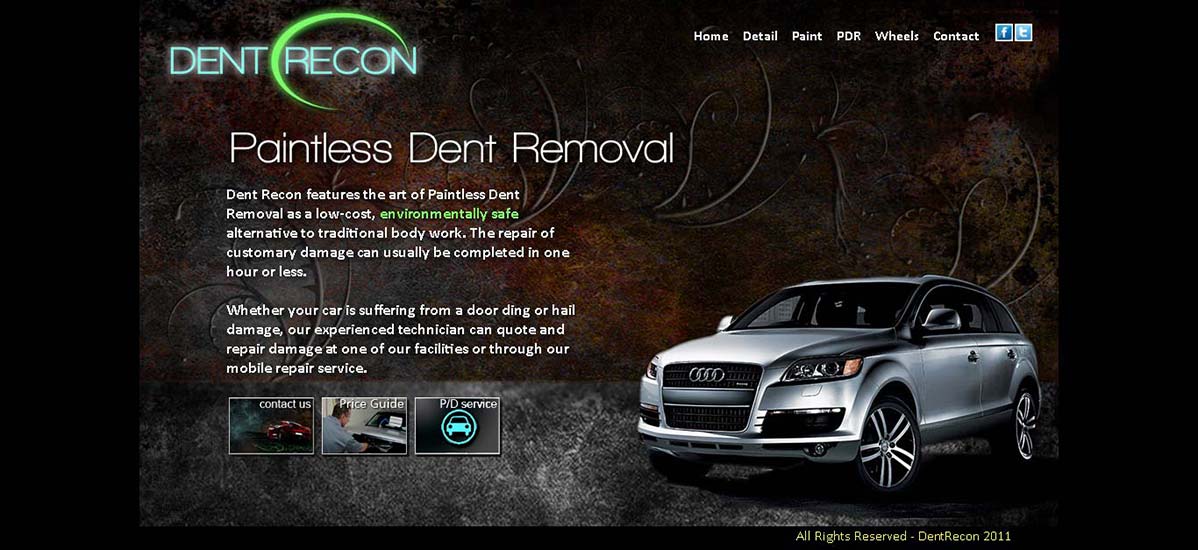 DENT RECON
Home Detail Paint PDR Wheels Contact
Paintless Dent Removal
Dent Recon features the art of Paintless Dent
Removal as a low-cost, environmentally safe
alternative to traditional body work. The repair of
customary damage can usually be completed in one
hour or less.
Whether your car is suffering from a door ding or hail
damage, our experienced technician can quote and
repair damage at one of our facilities or through our
mobile repair service.
contact us Price Guide P/D service
All Rights Reserved - DentRecon 2011